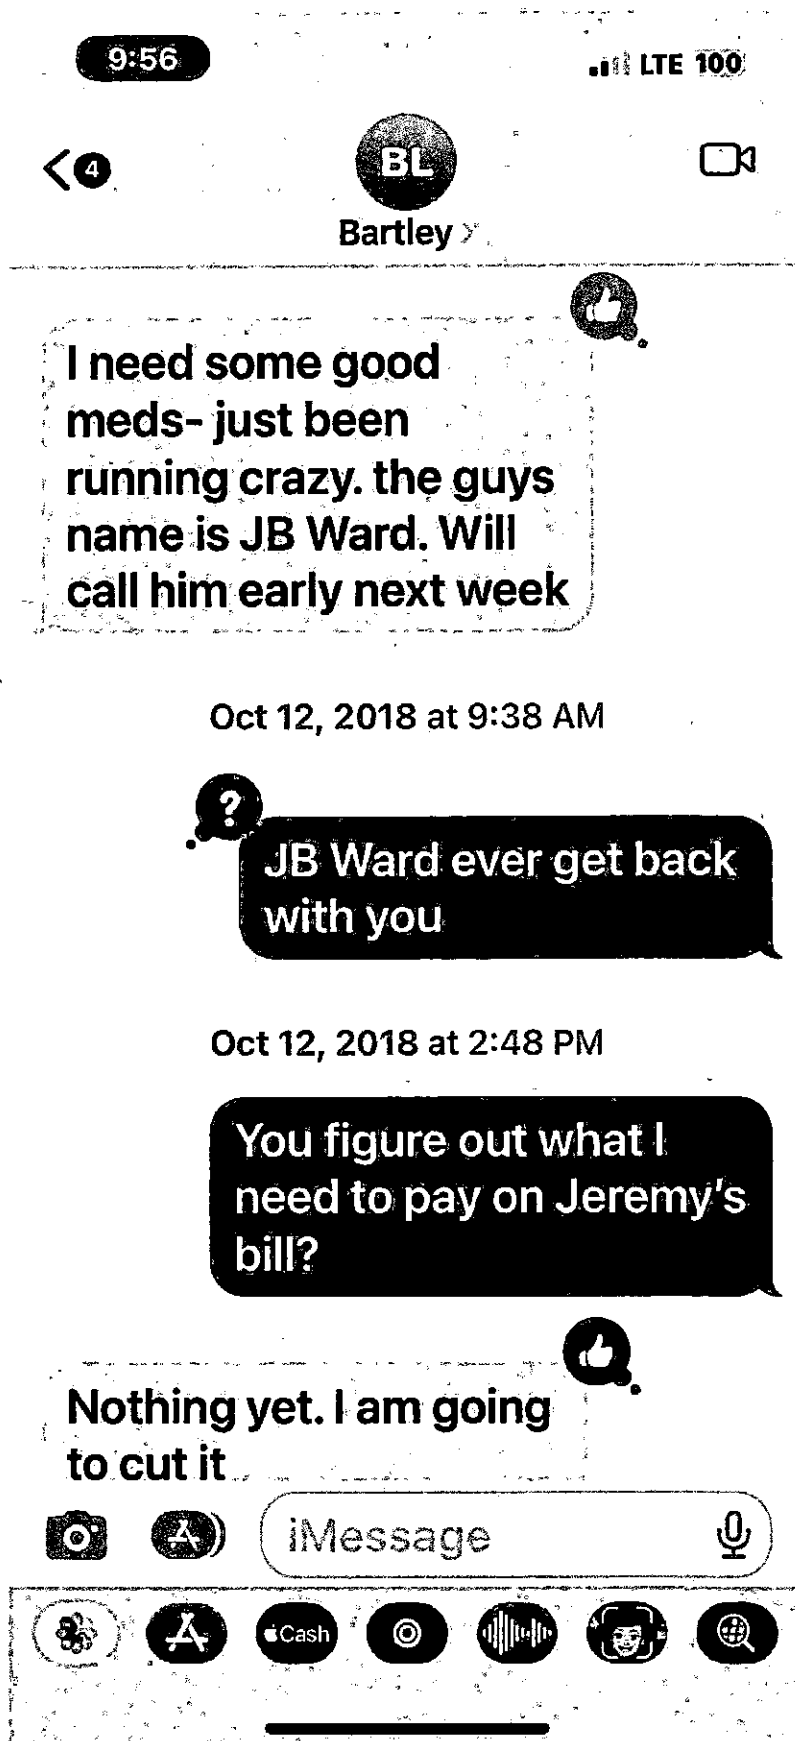 9:56
LTE 100
4
BL
Bartley
I need some good
meds- just been
running crazy. the guys
name is JB Ward. Will
call him early next week
Oct 12, 2018 at 9:38 AM
?
JB Ward ever get back
with you
Oct 12, 2018 at 2:48 PM
You figure out what I
need to pay on Jeremy's
bill?
Nothing yet. I am going
to cut it
iMessage
Cash